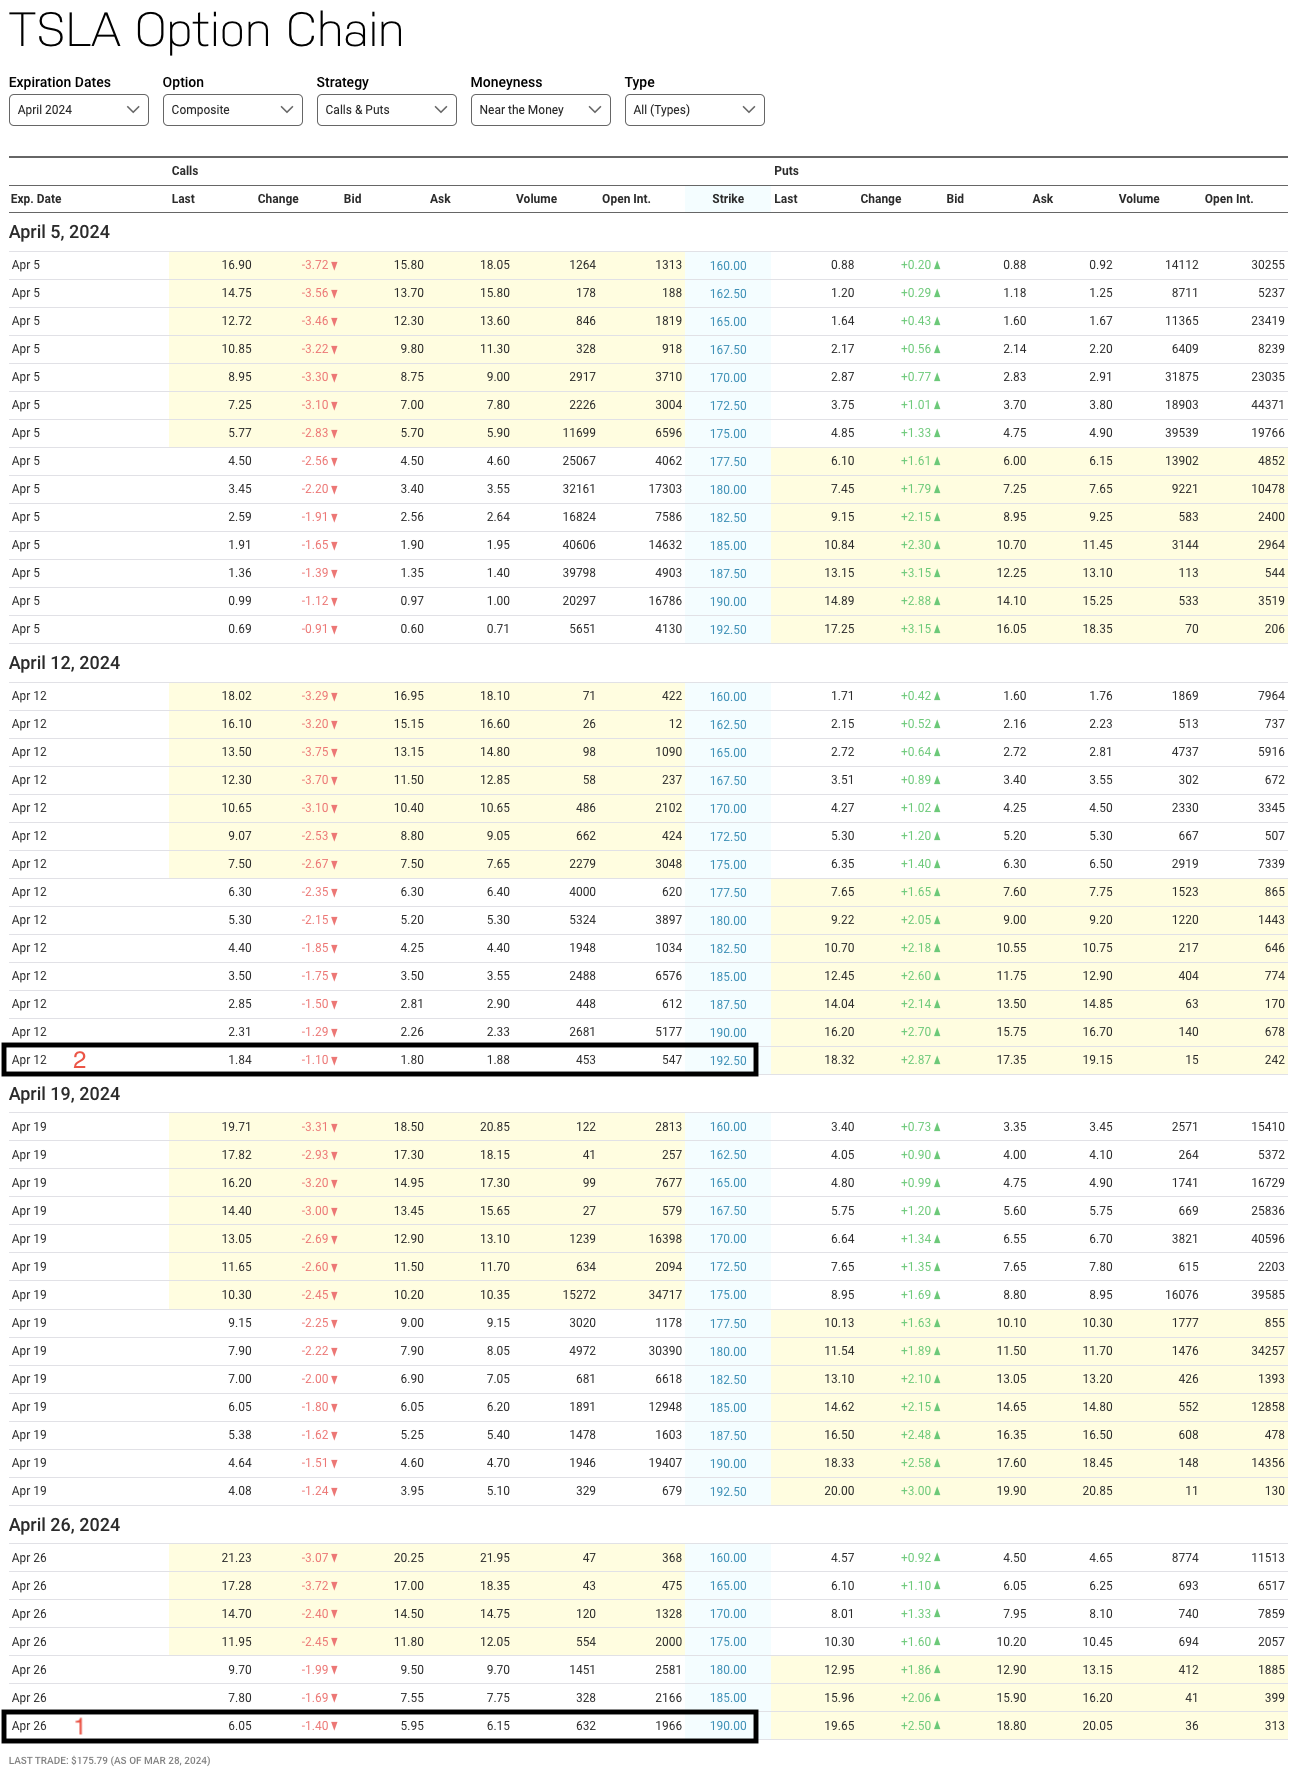 TSLA Option Chain
Expiration Dates Option Strategy Moneyness Type
April 2024 Composite Calls & Puts Near the Money All (Types)
Calls Puts
Exp. Date Last Change Bid Ask Volume Open Int. Strike Last Change Bid Ask Volume Open Int.
April 5, 2024
Apr 5 16.90 -3.72▼ 15.80 18.05 1264 1313 160.00 0.88 +0.20▲ 0.88 0.92 14112 30255
Apr 5 14.75 -3.56▼ 13.70 15.80 178 188 162.50 1.20 +0.29▲ 1.18 1.25 8711 5237
Apr 5 12.72 -3.46▼ 12.30 13.60 846 1819 165.00 1.64 +0.43▲ 1.60 1.67 11365 23419
Apr 5 10.85 -3.22▼ 9.80 11.30 328 918 167.50 2.17 +0.56▲ 2.14 2.20 6409 8239
Apr 5 8.95 -3.30▼ 8.75 9.00 2917 3710 170.00 2.87 +0.77▲ 2.83 2.91 31875 23035
Apr 5 7.25 -3.10▼ 7.00 7.80 2226 3004 172.50 3.75 +1.01▲ 3.70 3.80 18903 44371
Apr 5 5.77 -2.83▼ 5.70 5.90 11699 6596 175.00 4.85 +1.33▲ 4.75 4.90 39539 19766
Apr 5 4.50 -2.56▼ 4.50 4.60 25067 4062 177.50 6.10 +1.61▲ 6.00 6.15 13902 4852
Apr 5 3.45 -2.20▼ 3.40 3.55 32161 17303 180.00 7.45 +1.79▲ 7.25 7.65 9221 10478
Apr 5 2.59 -1.91▼ 2.56 2.64 16824 7586 182.50 9.15 +2.15▲ 8.95 9.25 583 2400
Apr 5 1.91 -1.65▼ 1.90 1.95 40606 14632 185.00 10.84 +2.30▲ 10.70 11.45 3144 2964
Apr 5 1.36 -1.39▼ 1.35 1.40 39798 4903 187.50 13.15 +3.15▲ 12.25 13.10 113 544
Apr 5 0.99 -1.12▼ 0.97 1.00 20297 16786 190.00 14.89 +2.88▲ 14.10 15.25 533 3519
Apr 5 0.69 -0.91▼ 0.60 0.71 5651 4130 192.50 17.25 +3.15▲ 16.05 18.35 70 206
April 12, 2024
Apr 12 18.02 -3.29▼ 16.95 18.10 71 422 160.00 1.71 +0.42▲ 1.60 1.76 1869 7964
Apr 12 16.10 -3.20▼ 15.15 16.60 26 12 162.50 2.15 +0.52▲ 2.16 2.23 513 737
Apr 12 13.50 -3.75▼ 13.15 14.80 98 1090 165.00 2.72 +0.64▲ 2.72 2.81 4737 5916
Apr 12 12.30 -3.70▼ 11.50 12.85 58 237 167.50 3.51 +0.89▲ 3.40 3.55 302 672
Apr 12 10.65 -3.10▼ 10.40 10.65 486 2102 170.00 4.27 +1.02▲ 4.25 4.50 2330 3345
Apr 12 9.07 -2.53▼ 8.80 9.05 662 424 172.50 5.30 +1.20▲ 5.20 5.30 667 507
Apr 12 7.50 -2.67▼ 7.50 7.65 2279 3048 175.00 6.35 +1.40▲ 6.30 6.50 2919 7339
Apr 12 6.30 -2.35▼ 6.30 6.40 4000 620 177.50 7.65 +1.65▲ 7.60 7.75 1523 865
Apr 12 5.30 -2.15▼ 5.20 5.30 5324 3897 180.00 9.22 +2.05▲ 9.00 9.20 1220 1443
Apr 12 4.40 -1.85▼ 4.25 4.40 1948 1034 182.50 10.70 +2.18▲ 10.55 10.75 217 646
Apr 12 3.50 -1.75▼ 3.50 3.55 2488 6576 185.00 12.45 +2.60▲ 11.75 12.90 404 774
Apr 12 2.85 -1.50▼ 2.81 2.90 448 612 187.50 14.04 +2.14▲ 13.50 14.85 63 170
Apr 12 2.31 -1.29▼ 2.26 2.33 2681 5177 190.00 16.20 +2.70▲ 15.75 16.70 140 678
Apr 12 2 1.84 -1.10▼ 1.80 1.88 453 547 192.50 18.32 +2.87▲ 17.35 19.15 15 242
April 19, 2024
Apr 19 19.71 -3.31▼ 18.50 20.85 122 2813 160.00 3.40 +0.73▲ 3.35 3.45 2571 15410
Apr 19 17.82 -2.93▼ 17.30 18.15 41 257 162.50 4.05 +0.90▲ 4.00 4.10 264 5372
Apr 19 16.20 -3.20▼ 14.95 17.30 99 7677 165.00 4.80 +0.99▲ 4.75 4.90 1741 16729
Apr 19 14.40 -3.00▼ 13.45 15.65 27 579 167.50 5.75 +1.20▲ 5.60 5.75 669 25836
Apr 19 13.05 -2.69▼ 12.90 13.10 1239 16398 170.00 6.64 +1.34▲ 6.55 6.70 3821 40596
Apr 19 11.65 -2.60▼ 11.50 11.70 634 2094 172.50 7.65 +1.35▲ 7.65 7.80 615 2203
Apr 19 10.30 -2.45▼ 10.20 10.35 15272 34717 175.00 8.95 +1.69▲ 8.80 8.95 16076 39585
Apr 19 9.15 -2.25▼ 9.00 9.15 3020 1178 177.50 10.13 +1.63▲ 10.10 10.30 1777 855
Apr 19 7.90 -2.22▼ 7.90 8.05 4972 30390 180.00 11.54 +1.89▲ 11.50 11.70 1476 34257
Apr 19 7.00 -2.00▼ 6.90 7.05 681 6618 182.50 13.10 +2.10▲ 13.05 13.20 426 1393
Apr 19 6.05 -1.80▼ 6.05 6.20 1891 12948 185.00 14.62 +2.15▲ 14.65 14.80 552 12858
Apr 19 5.38 -1.62▼ 5.25 5.40 1478 1603 187.50 16.50 +2.48▲ 16.35 16.50 608 478
Apr 19 4.64 -1.51▼ 4.60 4.70 1946 19407 190.00 18.33 +2.58▲ 17.60 18.45 148 14356
Apr 19 4.08 -1.24▼ 3.95 5.10 329 679 192.50 20.00 +3.00▲ 19.90 20.85 11 130
April 26, 2024
Apr 26 21.23 -3.07▼ 20.25 21.95 47 368 160.00 4.57 +0.92▲ 4.50 4.65 8774 11513
Apr 26 17.28 -3.72▼ 17.00 18.35 43 475 165.00 6.10 +1.10▲ 6.05 6.25 693 6517
Apr 26 14.70 -2.40▼ 14.50 14.75 120 1328 170.00 8.01 +1.33▲ 7.95 8.10 740 7859
Apr 26 11.95 -2.45▼ 11.80 12.05 554 2000 175.00 10.30 +1.60▲ 10.20 10.45 694 2057
Apr 26 9.70 -1.99▼ 9.50 9.70 1451 2581 180.00 12.95 +1.86▲ 12.90 13.15 412 1885
Apr 26 7.80 -1.69▼ 7.55 7.75 328 2166 185.00 15.96 +2.06▲ 15.90 16.20 41 399
Apr 26 1 6.05 -1.40▼ 5.95 6.15 632 1966 190.00 19.65 +2.50▲ 18.80 20.05 36 313
LAST TRADE: $175.79 (AS OF MAR 28, 2024)